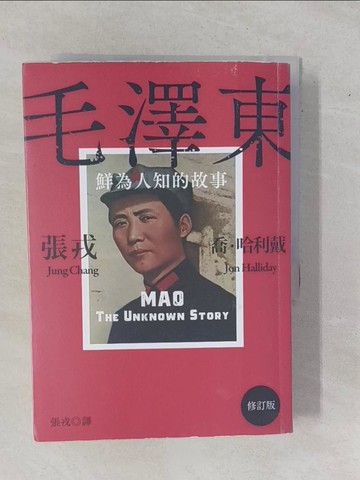 毛澤東
鮮為人知的故事
張戎
Jung Chang
喬·哈利戴
Jon Halliday
MAO
THE UNKNOWN STORY
張戎◎譯
修訂版